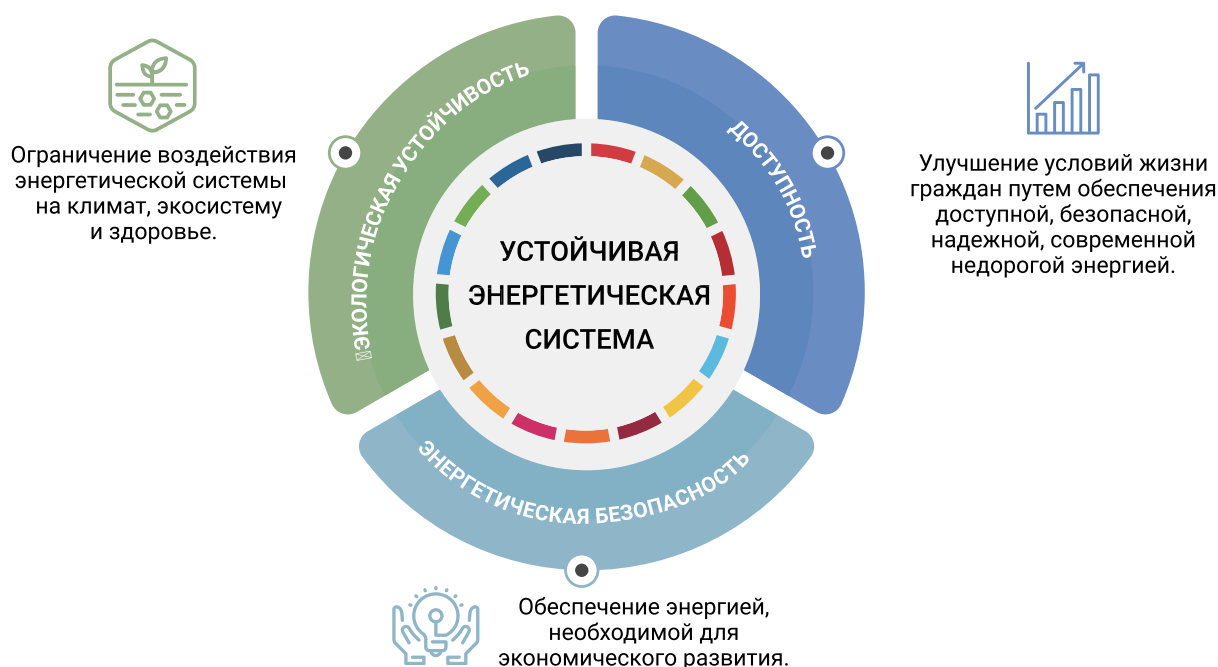 ЭКОЛОГИЧЕСКАЯ УСТОЙЧИВОСТЬ
Ограничение воздействия
энергетической системы
на климат, экосистему
и здоровье.
ДОСТУПНОСТЬ
Улучшение условий жизни
граждан путем обеспечения
доступной, безопасной,
надежной, современной
недорогой энергией.
УСТОЙЧИВАЯ
ЭНЕРГЕТИЧЕСКАЯ
СИСТЕМА
ЭНЕРГЕТИЧЕСКАЯ БЕЗОПАСНОСТЬ
Обеспечение энергией,
необходимой для
экономического развития.